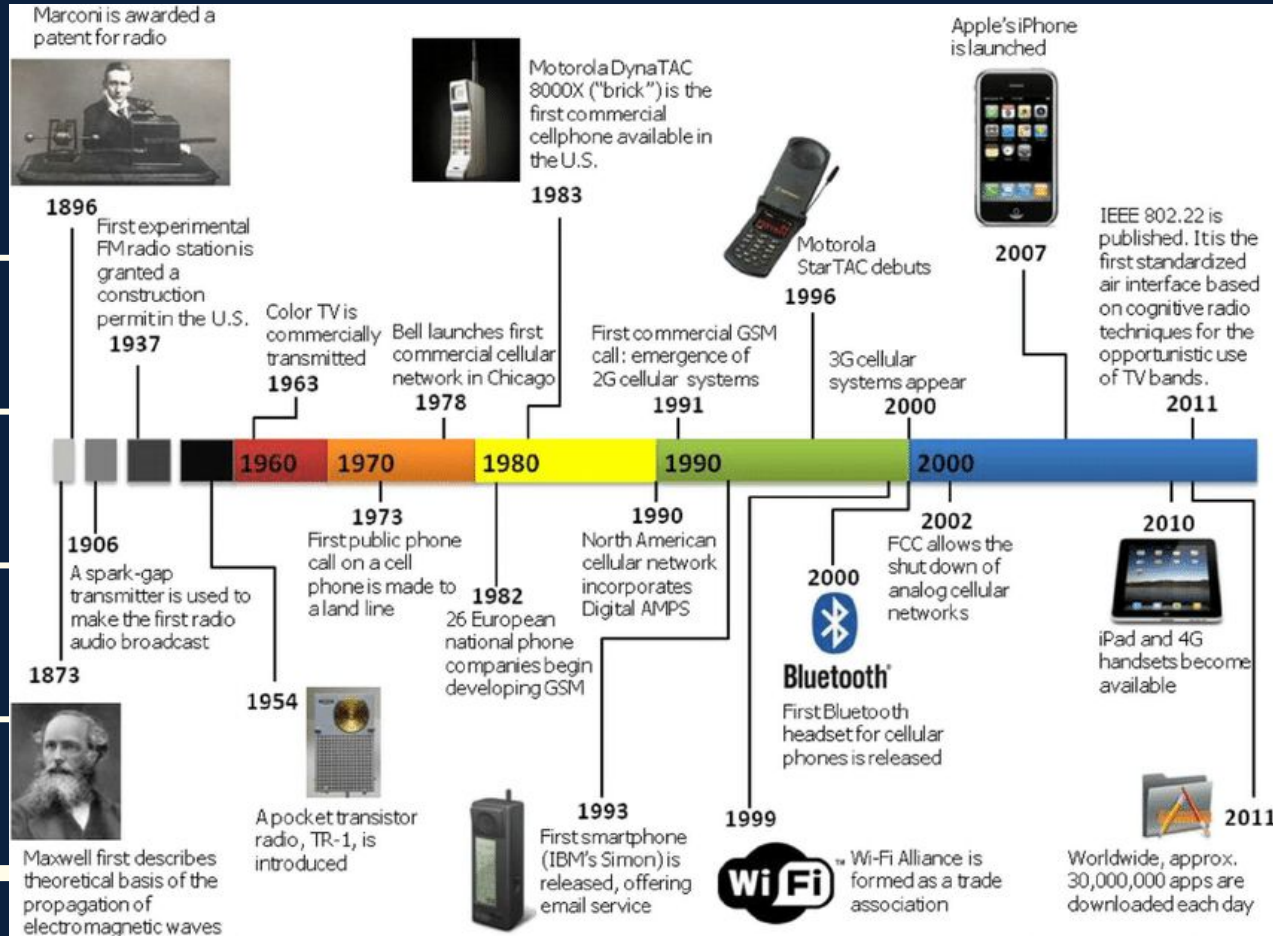 Marconi is awarded a
patent for radio
1896
First experimental
FM radio station is
granted a
construction
permit in the U.S.
1937
Color TV is
commercially
transmitted
1963
Bell launches first
commercial cellular
network in Chicago
1978
Motorola DynaTAC
8000X ("brick") is the
first commercial
cellphone available in
the U.S.
1983
First commercial GSM
call: emergence of
2G cellular systems
1991
Motorola
StarTAC debuts
1996
3G cellular
systems appear
2000
Apple's iPhone
is launched
2007
IEEE 802.22 is
published. It is the
first standardized
air interface based
on cognitive radio
techniques for the
opportunistic use
of TV bands.
2011
1960 1970 1980 1990 2000
1873
Maxwell first describes
theoretical basis of the
propagation of
electromagnetic waves
1906
A spark-gap
transmitter is used to
make the first radio
audio broadcast
1954
A pocket transistor
radio, TR-1, is
introduced
1973
First public phone
call on a cell
phone is made to
a land line
1982
26 European
national phone
companies begin
developing GSM
1990
North American
cellular network
incorporates
Digital AMPS
1993
First smartphone
(IBM's Simon) is
released, offering
email service
1999
Wi Fi
Wi-Fi Alliance is
formed as a trade
association
2000
Bluetooth
First Bluetooth
headset for cellular
phones is released
2002
FCC allows the
shut down of
analog cellular
networks
2010
iPad and 4G
handsets become
available
2011
Worldwide, approx.
30,000,000 apps are
downloaded each day